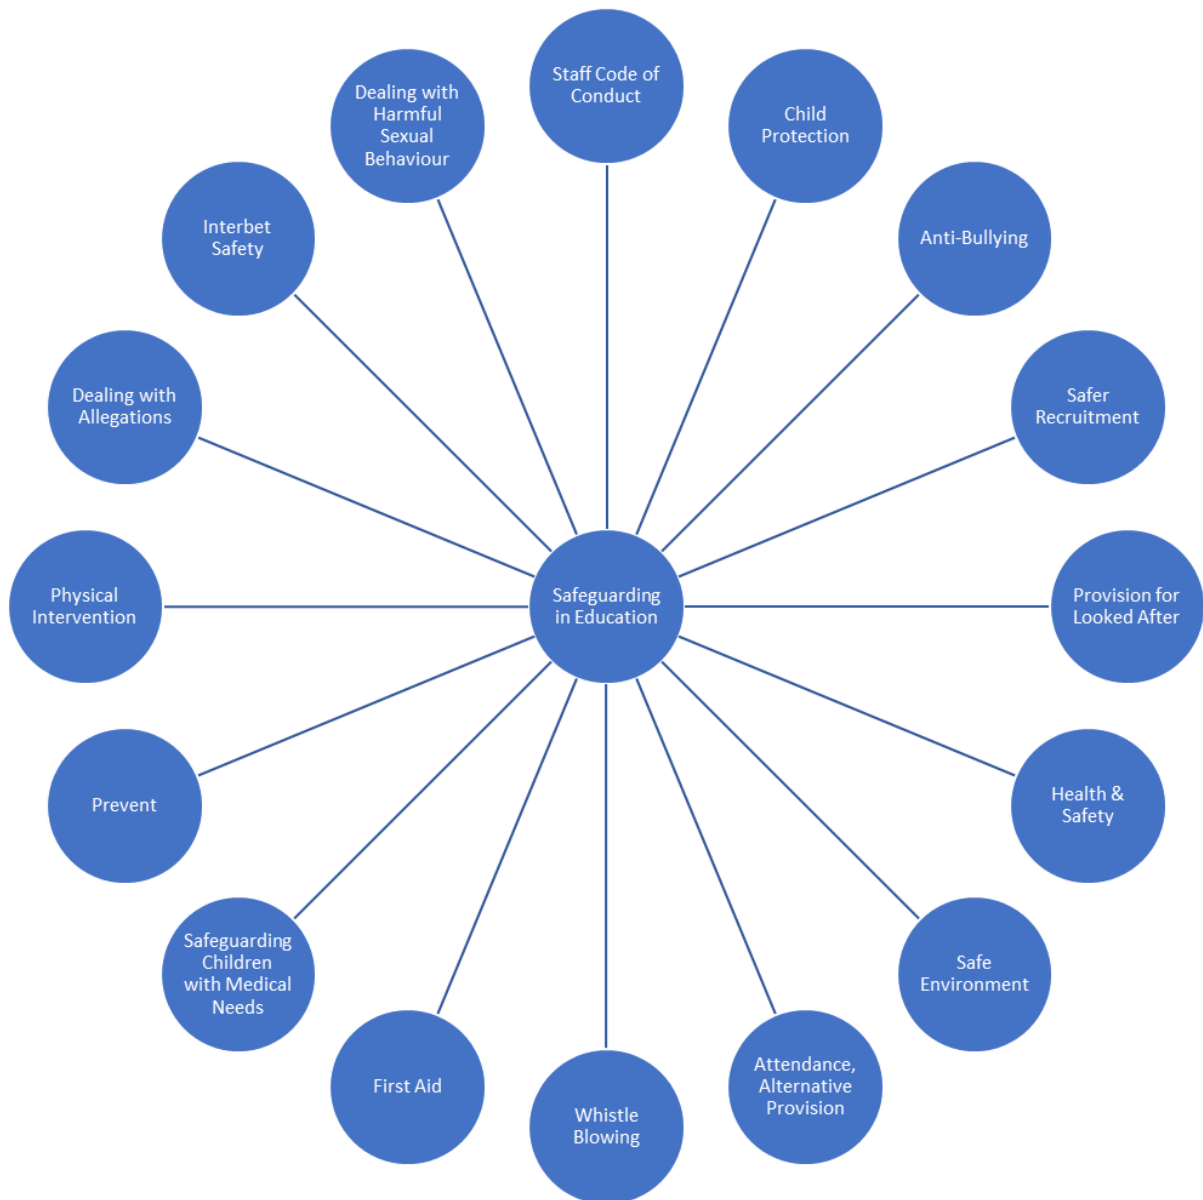 Staff Code of
Conduct
Child
Protection
Anti-Bullying
Safer
Recruitment
Provision for
Looked After
Health &
Safety
Safe
Environment
Attendance,
Alternative
Provision
Whistle
Blowing
First Aid
Safeguarding
Children
with Medical
Needs
Prevent
Physical
Intervention
Dealing with
Allegations
Interbet
Safety
Dealing with
Harmful
Sexual
Behaviour
Safeguarding
in Education